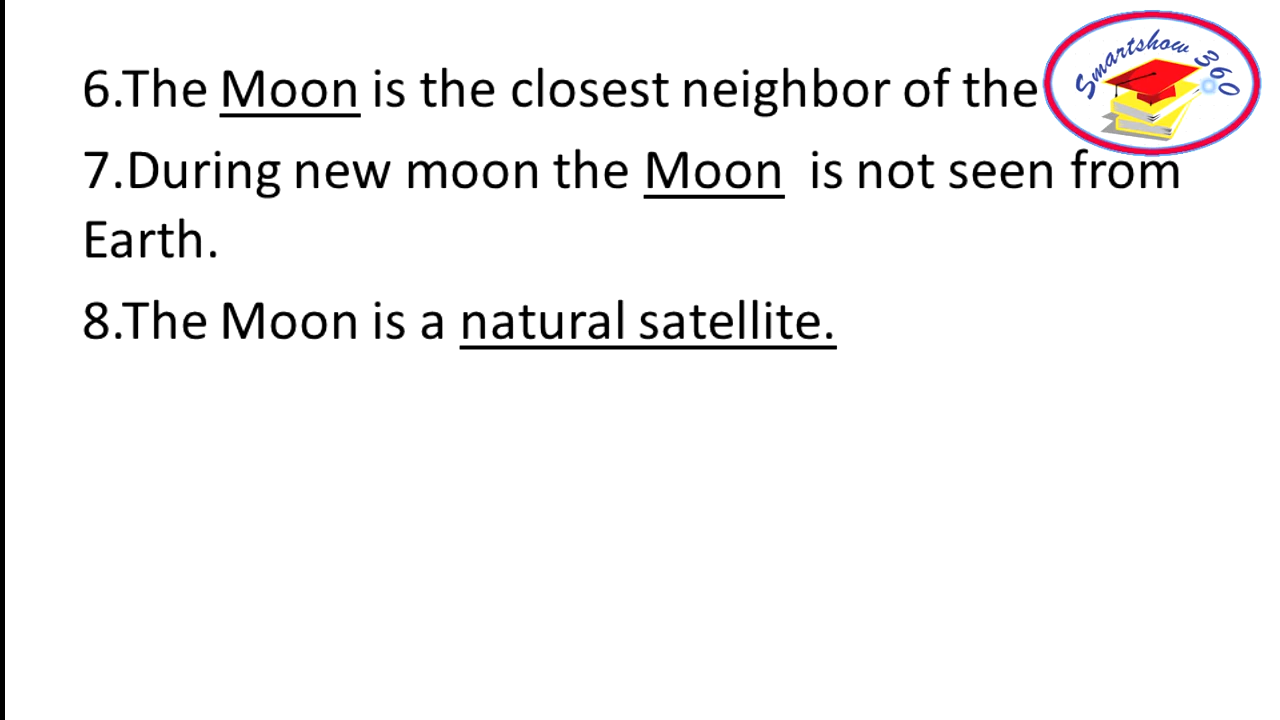 6.The Moon is the closest neighbor of the
7.During new moon the Moon is not seen from
Earth.
8.The Moon is a natural satellite.
Smartshow 360